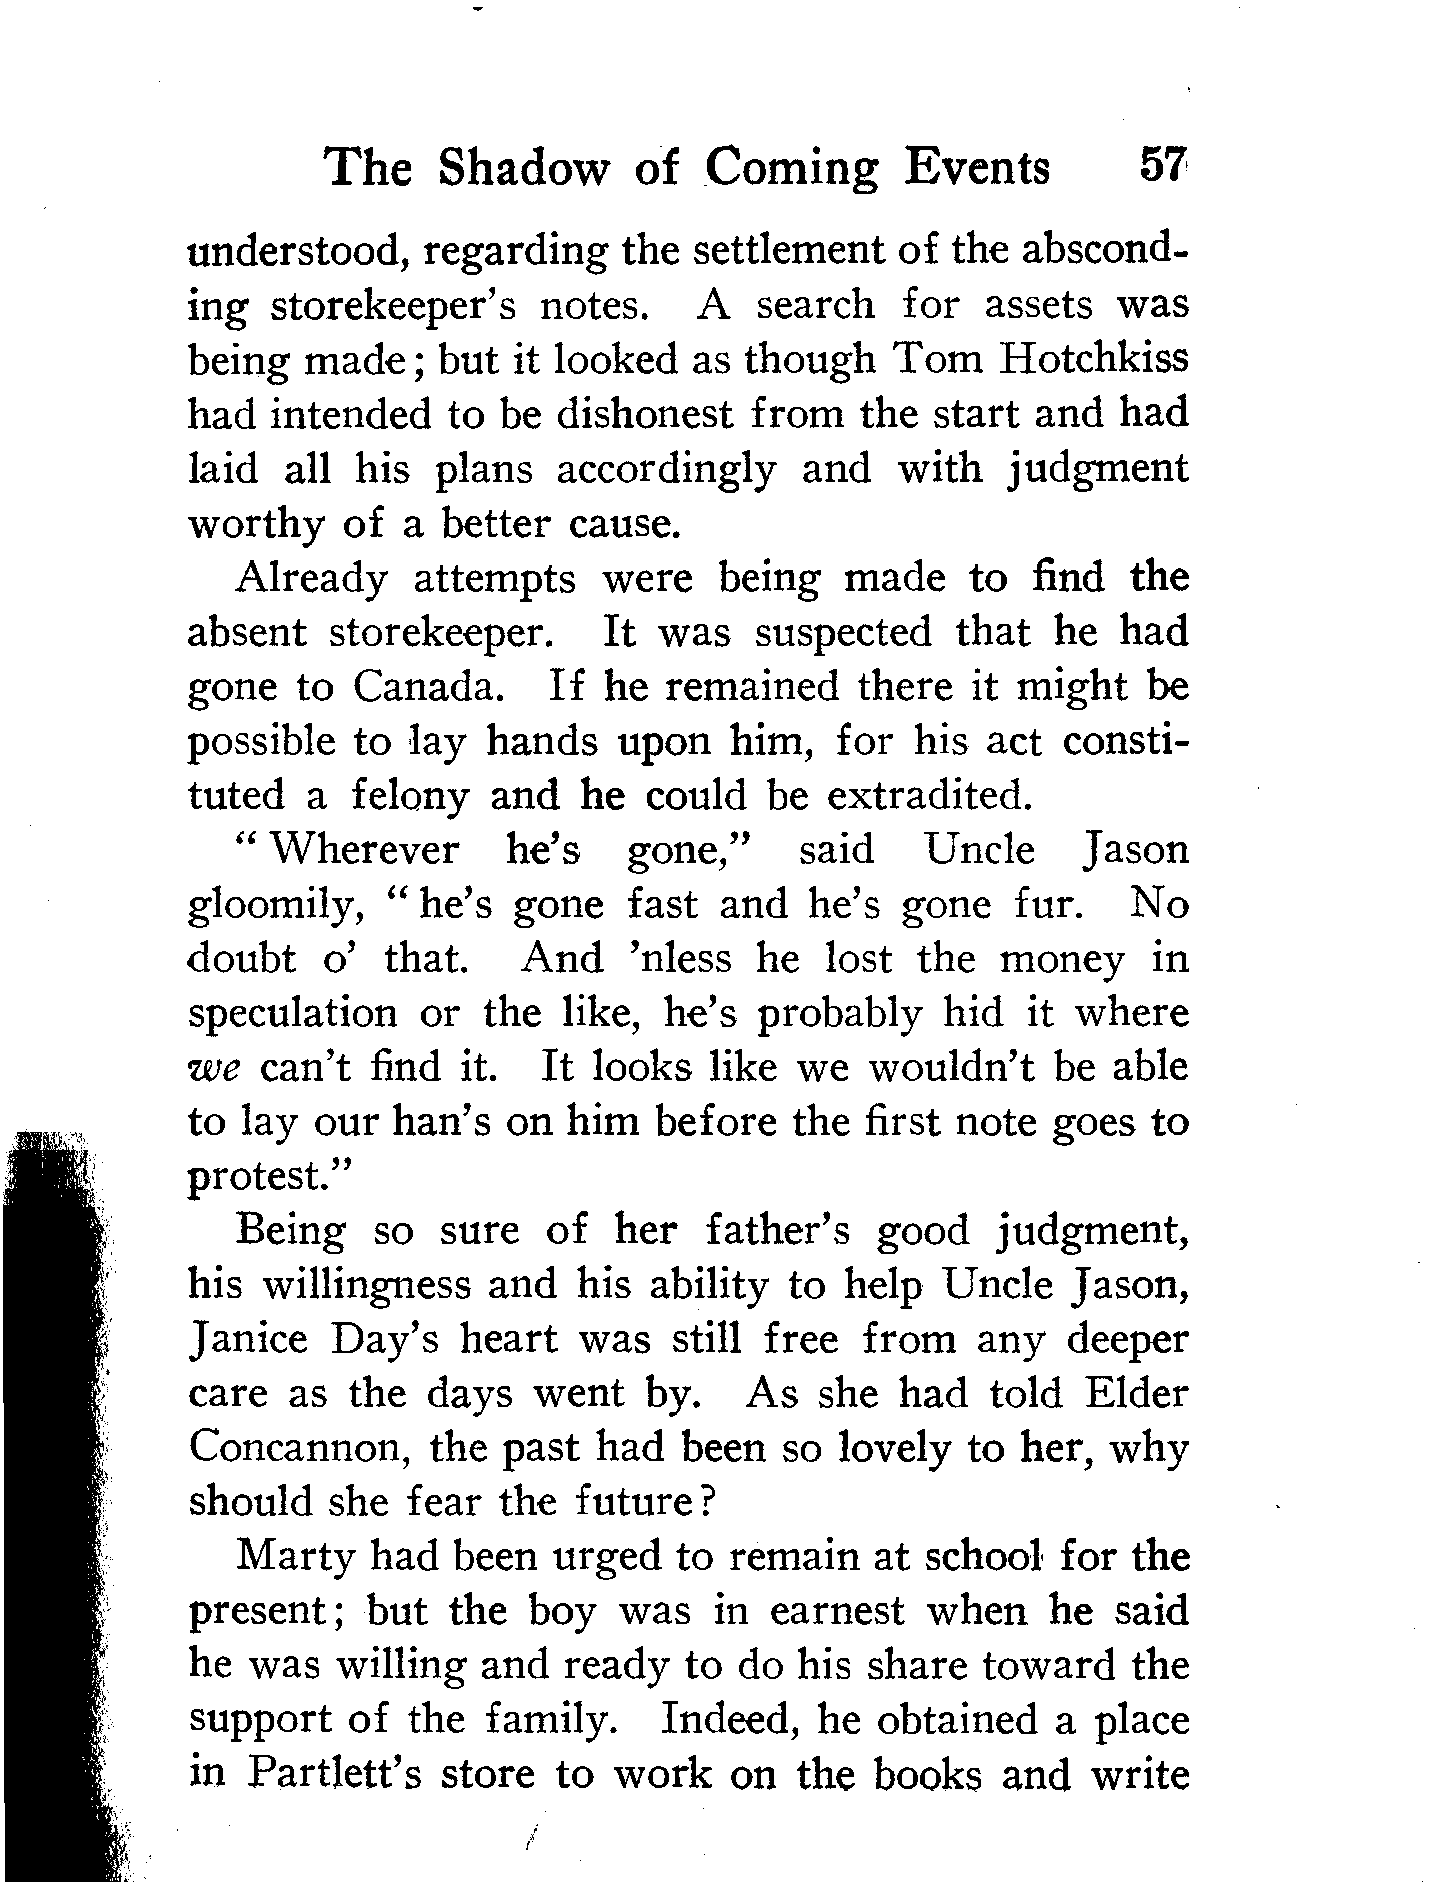 The Shadow of Coming Events 57
understood, regarding the settlement of the abscond-
ing storekeeper's notes. A search for assets was
being made; but it looked as though Tom Hotchkiss
had intended to be dishonest from the start and had
laid all his plans accordingly and with judgment
worthy of a better cause.
Already attempts were being made to find the
absent storekeeper. It was suspected that he had
gone to Canada. If he remained there it might be
possible to lay hands upon him, for his act consti-
tuted a felony and he could be extradited.
"Wherever he's gone," said Uncle Jason
gloomily, "he's gone fast and he's gone fur. No
doubt o' that. And 'nless he lost the money in
speculation or the like, he's probably hid it where
we can't find it. It looks like we wouldn't be able
to lay our han's on him before the first note goes to
protest."
Being so sure of her father's good judgment,
his willingness and his ability to help Uncle Jason,
Janice Day's heart was still free from any deeper
care as the days went by. As she had told Elder
Concannon, the past had been so lovely to her, why
should she fear the future?
Marty had been urged to remain at school for the
present; but the boy was in earnest when he said
he was willing and ready to do his share toward the
support of the family. Indeed, he obtained a place
in Partlett's store to work on the books and write